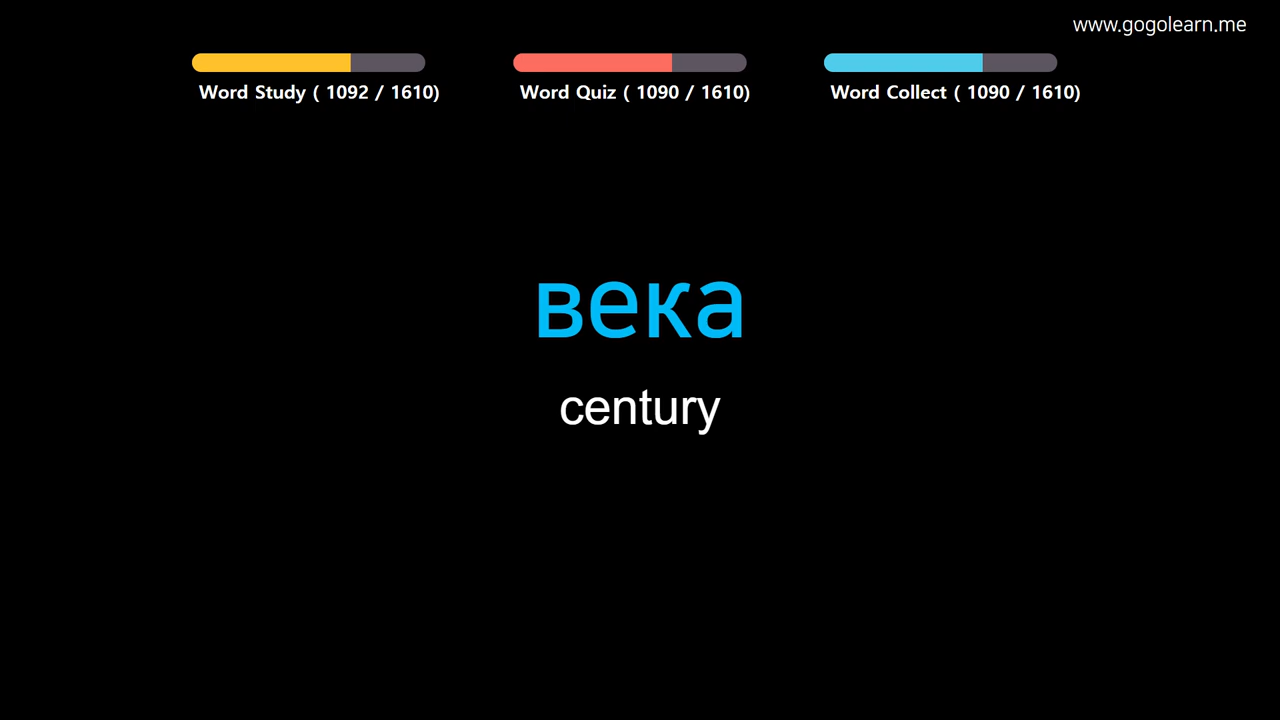 www.gogolearn.me
Word Study ( 1092 / 1610)
Word Quiz ( 1090 / 1610)
Word Collect ( 1090 / 1610)
века
century